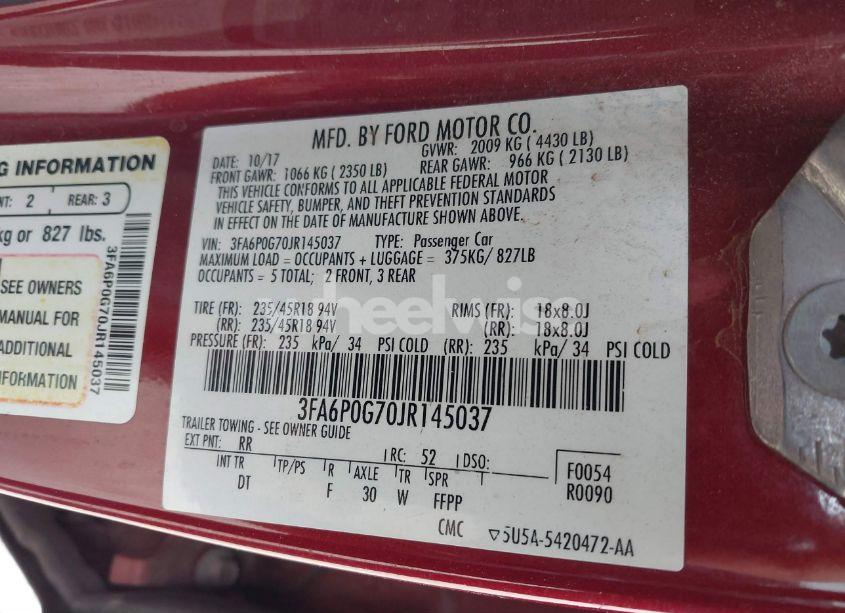 G INFORMATION
NT: 2 REAR: 3
kg or 827 lbs.
SEE OWNERS
MANUAL FOR
ADDITIONAL
INFORMATION
3FA6P0G70JR145037
MFD. BY FORD MOTOR CO.
DATE: 10/17 GVWR: 2009 KG ( 4430 LB)
FRONT GAWR: 1066 KG ( 2350 LB) REAR GAWR: 966 KG ( 2130 LB)
THIS VEHICLE CONFORMS TO ALL APPLICABLE FEDERAL MOTOR
VEHICLE SAFETY, BUMPER, AND THEFT PREVENTION STANDARDS
IN EFFECT ON THE DATE OF MANUFACTURE SHOWN ABOVE.
VIN: 3FA6P0G70JR145037 TYPE: Passenger Car
MAXIMUM LOAD = OCCUPANTS + LUGGAGE = 375KG/ 827LB
OCCUPANTS = 5 TOTAL; 2 FRONT, 3 REAR
heelwis
TIRE (FR): 235/45R18 94V RIMS (FR): 18x8.0J
(RR): 235/45R18 94V (RR): 18x8.0J
PRESSURE (FR): 235 kPa/ 34 PSI COLD (RR): 235 kPa/ 34 PSI COLD
3FA6P0G70JR145037
TRAILER TOWING - SEE OWNER GUIDE
EXT PNT: RR RC: 52 DSO: F0054
INT TR TP/PS R AXLE TR SPR R0090
DT F 30 W FFPP
CMC ▽5U5A-5420472-AA